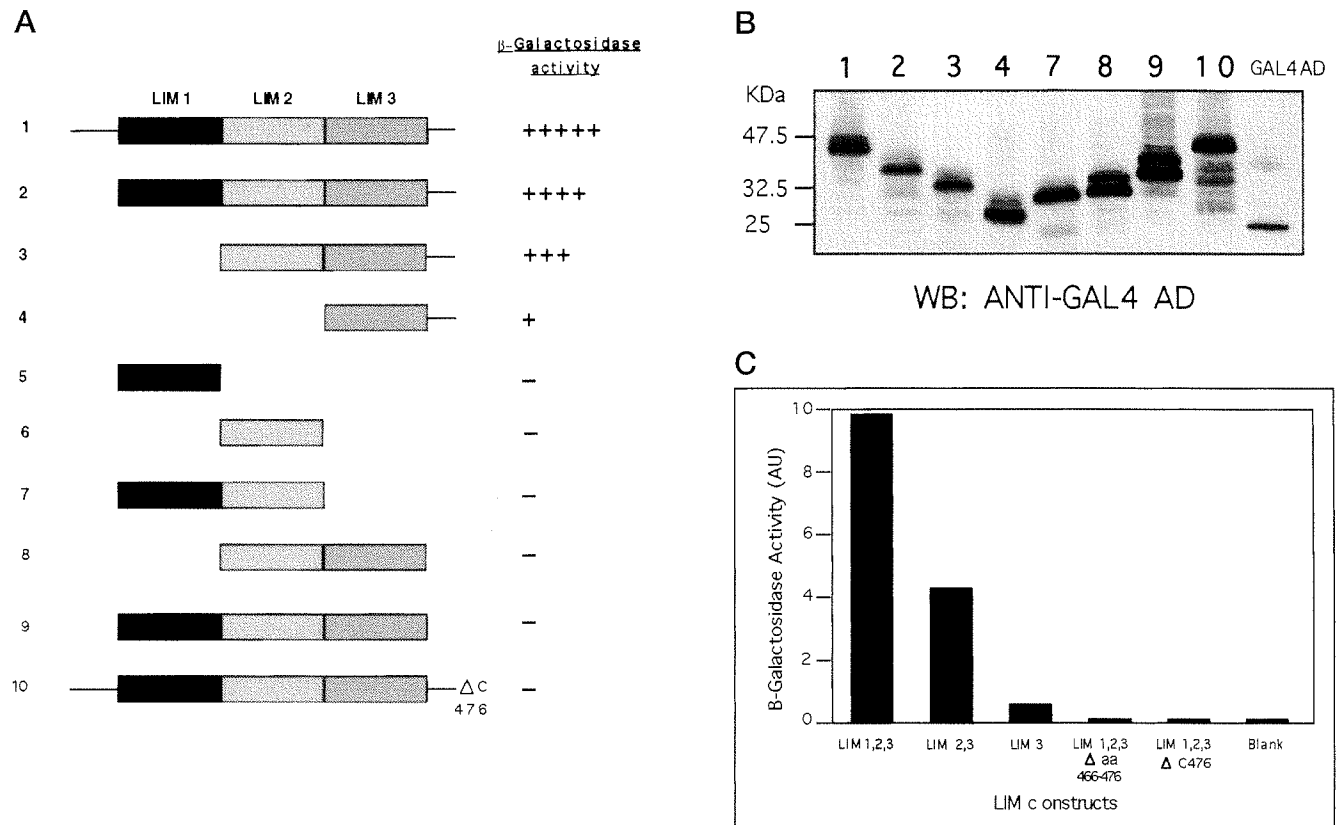 A
β-Galactosidase
activity
LIM 1 LIM 2 LIM 3
1 +++++
2 ++++
3 +++
4 +
5 –
6 –
7 –
8 –
9 –
10 Δ C –
476
B
1 2 3 4 7 8 9 10 GAL4 AD
KDa
47.5
32.5
25
WB: ANTI-GAL4 AD
C
10
8
6
4
2
0
B-Galactosidase Activity (AU)
LIM 1,2,3 LIM 2,3 LIM 3 LIM 1,2,3 LIM 1,2,3 Blank
Δ aa Δ C476
466-476
LIM constructs